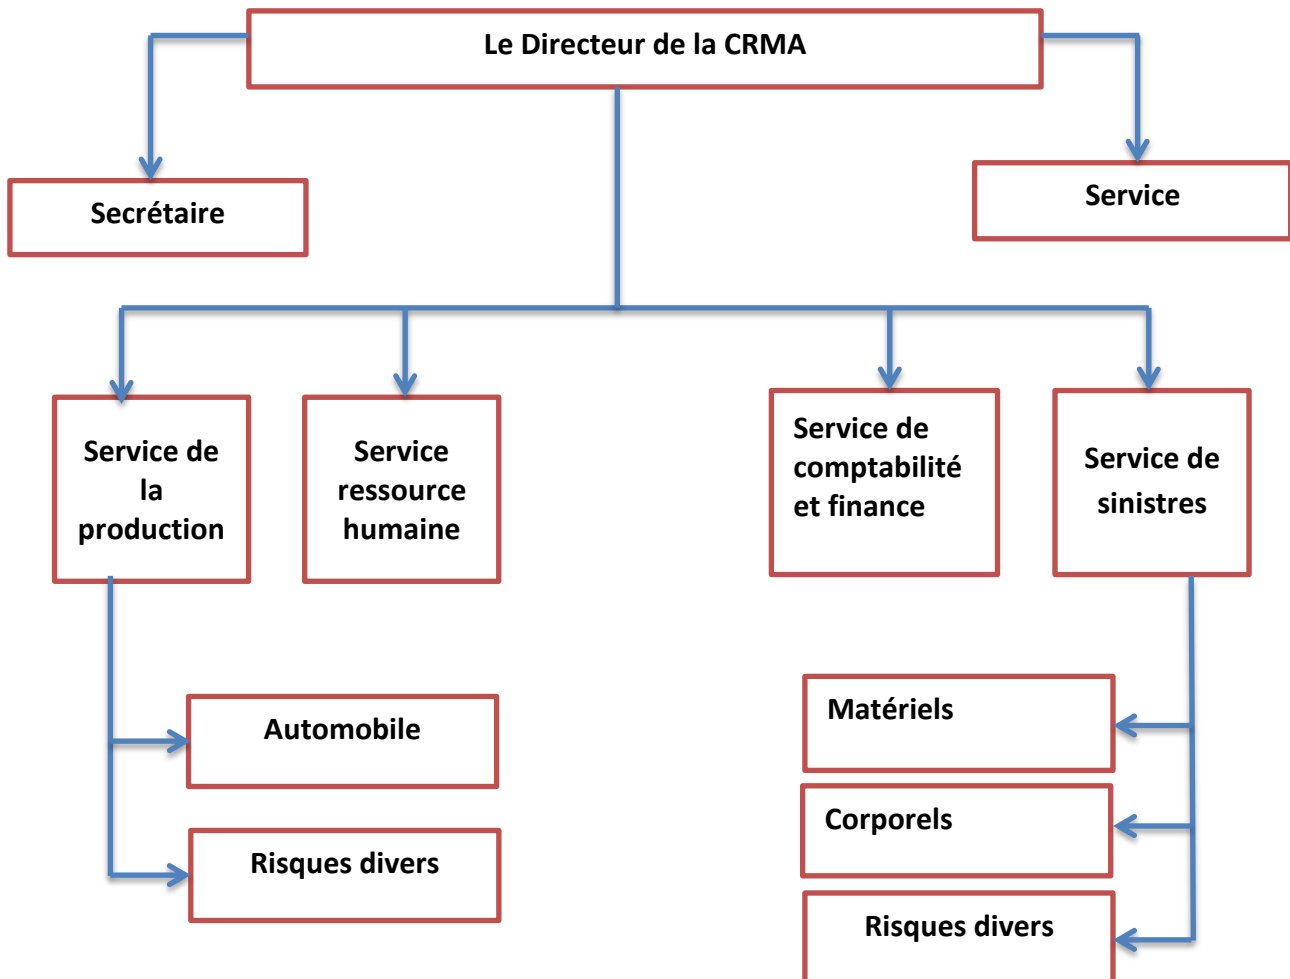 Le Directeur de la CRMA
Secrétaire
Service
Service de
la
production
Service
ressource
humaine
Service de
comptabilité
et finance
Service de
sinistres
Automobile
Risques divers
Matériels
Corporels
Risques divers